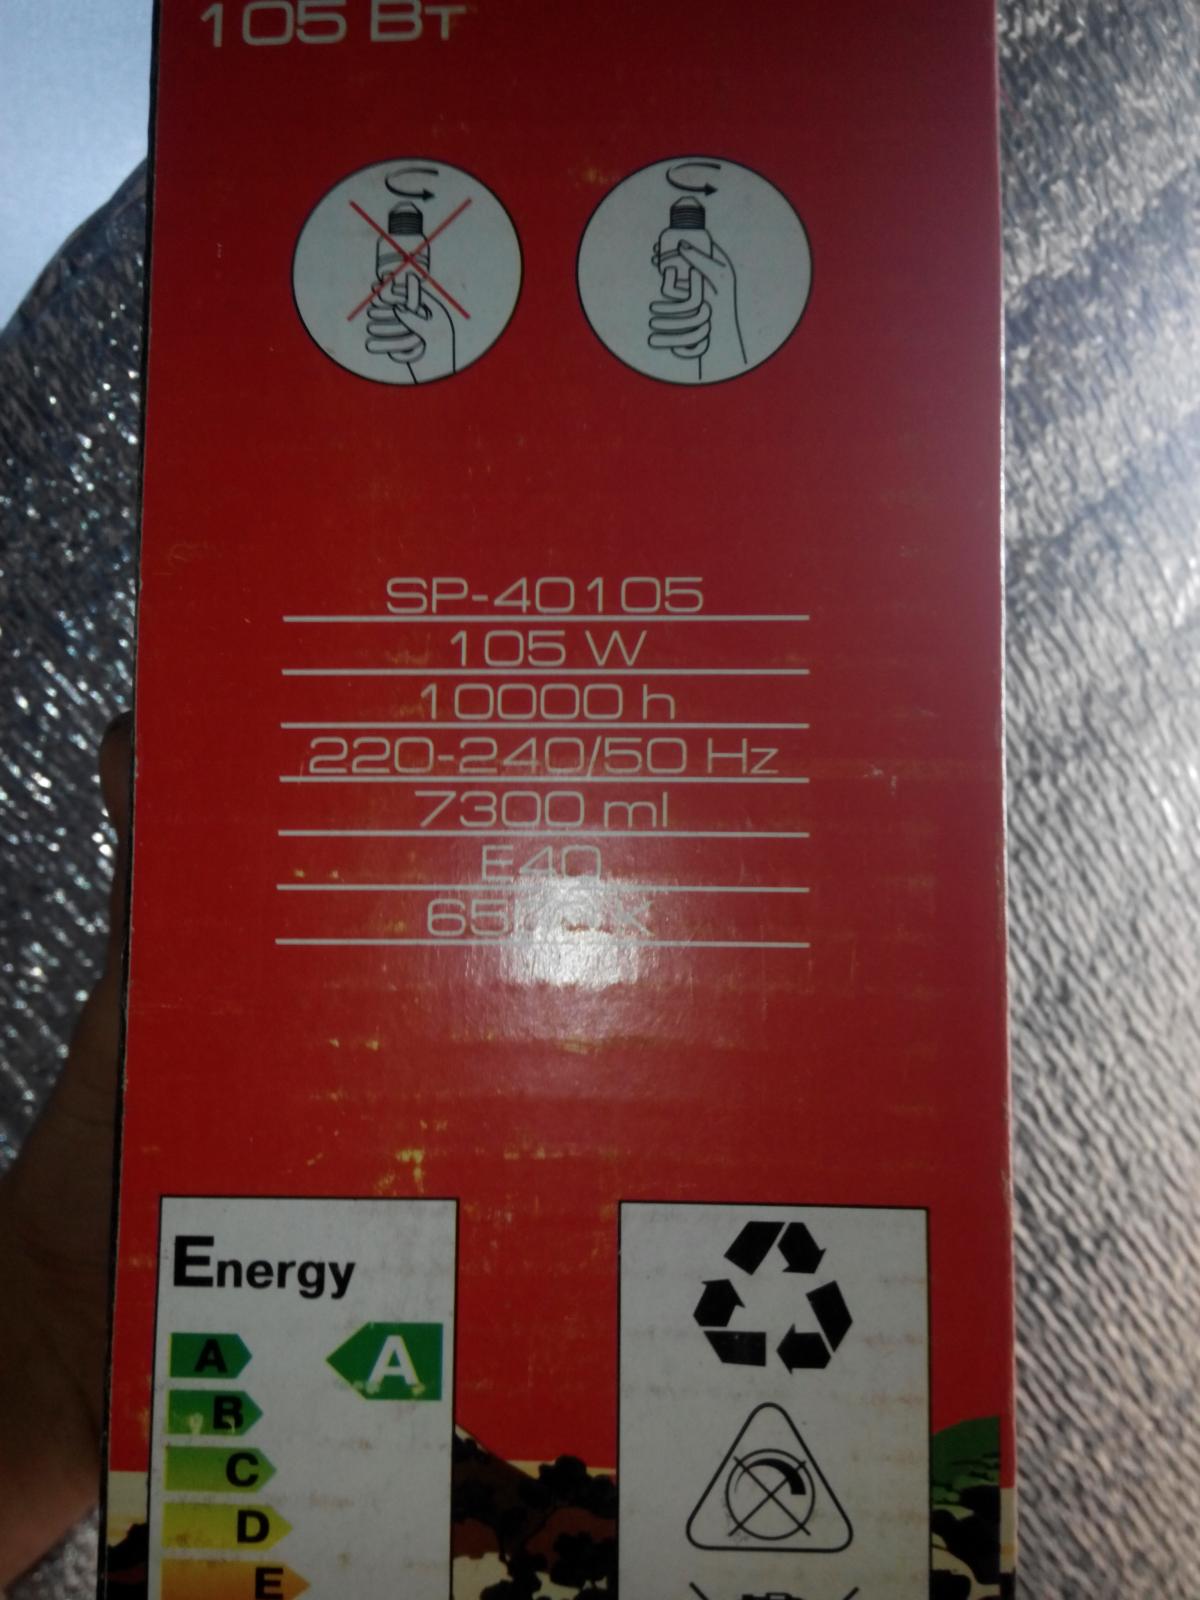 105 Вт
SP-40105
105 W
10000 h
220-240/50 Hz
7300 ml
E40
Energy
A
A
B
C
D
E